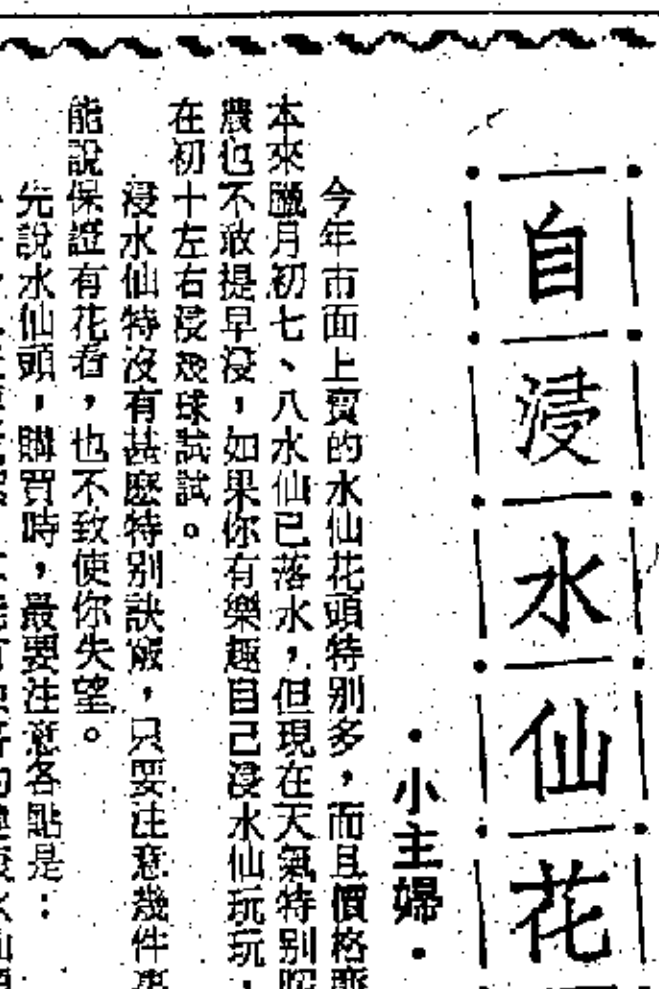 自浸水仙花
·小主婦·
今年市面上賣的水仙花頭特别多，而且價格
本來臘月初七、八水仙已落水，但現在天氣特别
農也不敢提早浸，如果你有樂趣自己浸水仙玩玩，
在初十左右浸幾球試試。
浸水仙特沒有甚麽特别訣竅，只要注意幾件事
能說保證有花看，也不致使你失望。
先說水仙頭，購買時，最要注意各點是：